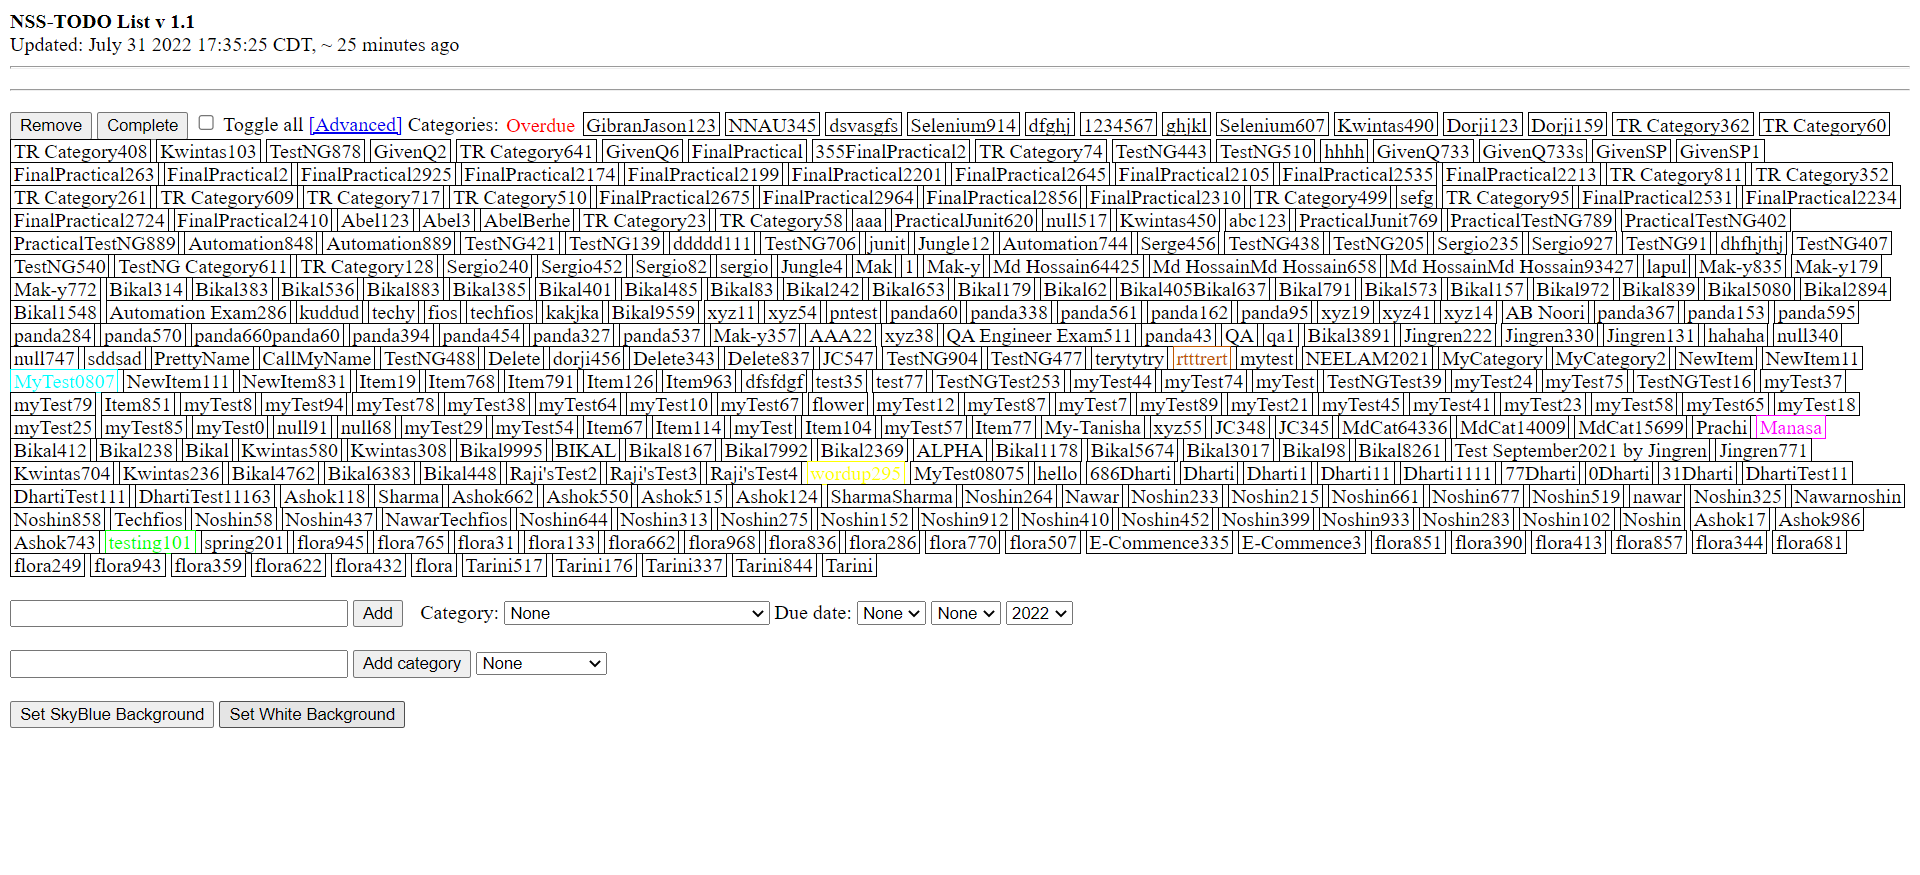 NSS-TODO List v 1.1
Updated: July 31 2022 17:35:25 CDT, ~ 25 minutes ago
Remove Complete Toggle all [Advanced] Categories: Overdue GibranJason123 NNAU345 dsvasgfs Selenium914 dfghj 1234567 ghjkl Selenium607 Kwintas490 Dorji123 Dorji159 TR Category362 TR Category60
TR Category408 Kwintas103 TestNG878 GivenQ2 TR Category641 GivenQ6 FinalPractical 355FinalPractical2 TR Category74 TestNG443 TestNG510 hhhh GivenQ733 GivenQ733s GivenSP GivenSP1
FinalPractical263 FinalPractical2 FinalPractical2925 FinalPractical2174 FinalPractical2199 FinalPractical2201 FinalPractical2645 FinalPractical2105 FinalPractical2535 FinalPractical2213 TR Category811 TR Category352
TR Category261 TR Category609 TR Category717 TR Category510 FinalPractical2675 FinalPractical2964 FinalPractical2856 FinalPractical2310 TR Category499 sefg TR Category95 FinalPractical2531 FinalPractical2234
FinalPractical2724 FinalPractical2410 Abel123 Abel3 AbelBerhe TR Category23 TR Category58 aaa PracticalJunit620 null517 Kwintas450 abc123 PracticalJunit769 PracticalTestNG789 PracticalTestNG402
PracticalTestNG889 Automation848 Automation889 TestNG421 TestNG139 ddddd111 TestNG706 junit Jungle12 Automation744 Serge456 TestNG438 TestNG205 Sergio235 Sergio927 TestNG91 dhfhjthj TestNG407
TestNG540 TestNG Category611 TR Category128 Sergio240 Sergio452 Sergio82 sergio Jungle4 Mak 1 Mak-y Md Hossain64425 Md HossainMd Hossain658 Md HossainMd Hossain93427 lapul Mak-y835 Mak-y179
Mak-y772 Bikal314 Bikal383 Bikal536 Bikal883 Bikal385 Bikal401 Bikal485 Bikal83 Bikal242 Bikal653 Bikal179 Bikal62 Bikal405Bikal637 Bikal791 Bikal573 Bikal157 Bikal972 Bikal839 Bikal5080 Bikal2894
Bikal1548 Automation Exam286 kuddud techy fios techfios kakjka Bikal9559 xyz11 xyz54 pntest panda60 panda338 panda561 panda162 panda95 xyz19 xyz41 xyz14 AB Noori panda367 panda153 panda595
panda284 panda570 panda660panda60 panda394 panda454 panda327 panda537 Mak-y357 AAA22 xyz38 QA Engineer Exam511 panda43 QA qa1 Bikal3891 Jingren222 Jingren330 Jingren131 hahaha null340
null747 sddsad PrettyName CallMyName TestNG488 Delete dorji456 Delete343 Delete837 JC547 TestNG904 TestNG477 terytytry rtttrert mytest NEELAM2021 MyCategory MyCategory2 NewItem NewItem11
MyTest0807 NewItem111 NewItem831 Item19 Item768 Item791 Item126 Item963 dfsfdgf test35 test77 TestNGTest253 myTest44 myTest74 myTest TestNGTest39 myTest24 myTest75 TestNGTest16 myTest37
myTest79 Item851 myTest8 myTest94 myTest78 myTest38 myTest64 myTest10 myTest67 flower myTest12 myTest87 myTest7 myTest89 myTest21 myTest45 myTest41 myTest23 myTest58 myTest65 myTest18
myTest25 myTest85 myTest0 null91 null68 myTest29 myTest54 Item67 Item114 myTest Item104 myTest57 Item77 My-Tanisha xyz55 JC348 JC345 MdCat64336 MdCat14009 MdCat15699 Prachi Manasa
Bikal412 Bikal238 Bikal Kwintas580 Kwintas308 Bikal9995 BIKAL Bikal8167 Bikal7992 Bikal2369 ALPHA Bikal1178 Bikal5674 Bikal3017 Bikal98 Bikal8261 Test September2021 by Jingren Jingren771
Kwintas704 Kwintas236 Bikal4762 Bikal6383 Bikal448 Raji'sTest2 Raji'sTest3 Raji'sTest4 wordup295 MyTest08075 hello 686Dharti Dharti Dharti1 Dharti11 Dharti1111 77Dharti 0Dharti 31Dharti DhartiTest11
DhartiTest111 DhartiTest11163 Ashok118 Sharma Ashok662 Ashok550 Ashok515 Ashok124 SharmaSharma Noshin264 Nawar Noshin233 Noshin215 Noshin661 Noshin677 Noshin519 nawar Noshin325 Nawarnoshin
Noshin858 Techfios Noshin58 Noshin437 NawarTechfios Noshin644 Noshin313 Noshin275 Noshin152 Noshin912 Noshin410 Noshin452 Noshin399 Noshin933 Noshin283 Noshin102 Noshin Ashok17 Ashok986
Ashok743 testing101 spring201 flora945 flora765 flora31 flora133 flora662 flora968 flora836 flora286 flora770 flora507 E-Commence335 E-Commence3 flora851 flora390 flora413 flora857 flora344 flora681
flora249 flora943 flora359 flora622 flora432 flora Tarini517 Tarini176 Tarini337 Tarini844 Tarini
Add Category: None Due date: None None 2022
Add category None
Set SkyBlue Background Set White Background